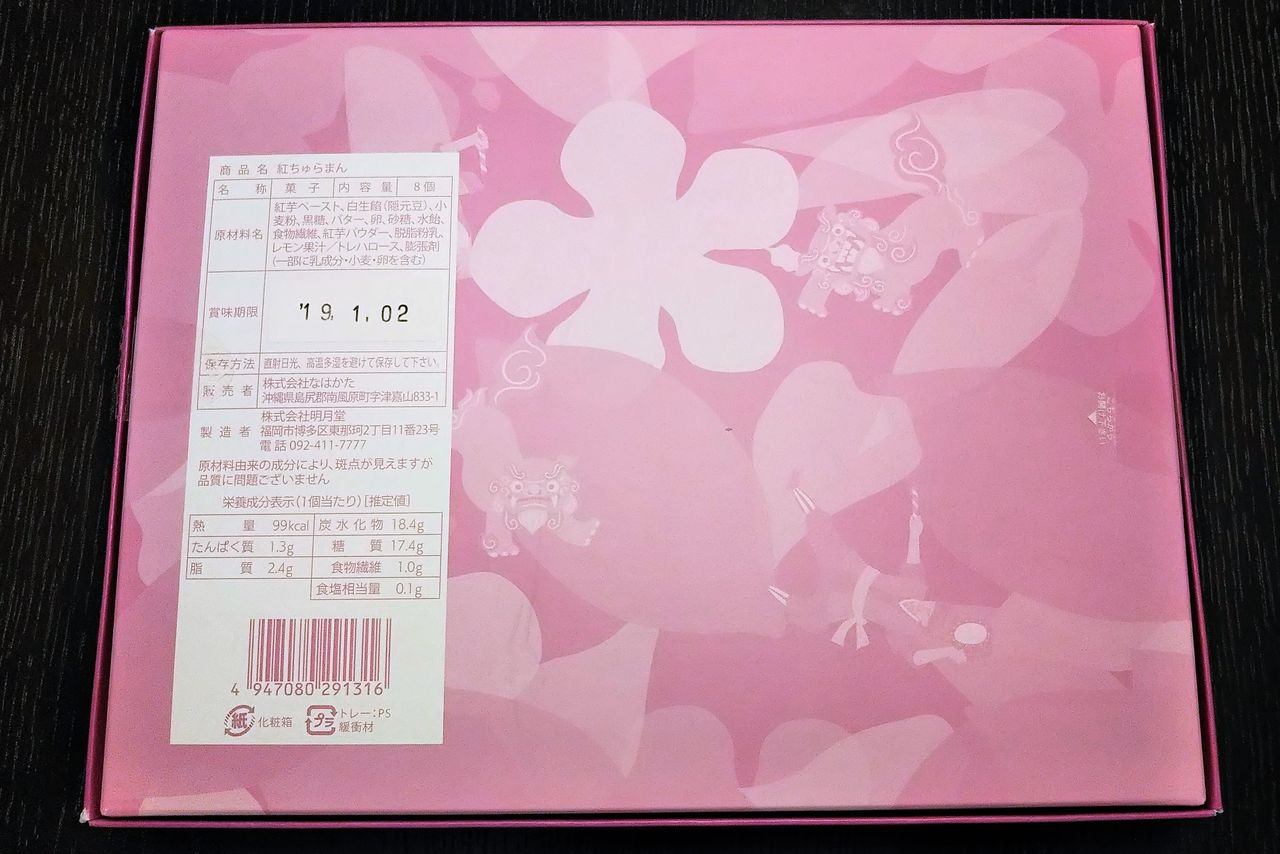 商品名 紅ちゅらまん
名称 菓子 内容量 8個
原材料名 紅芋ペースト、白生餡(隠元豆)、小
麦粉、黒糖、バター、卵、砂糖、水飴、
食物繊維、紅芋パウダー、脱脂粉乳、
レモン果汁/トレハロース、膨張剤
(一部に乳成分・小麦・卵を含む)
賞味期限 '19. 1. 02
保存方法 直射日光、高温多湿を避けて保存して下さい。
販売者 株式会社なはかた
沖縄県島尻郡南風原町字津嘉山833-1
製造者 株式会社明月堂
福岡市博多区東那珂2丁目11番23号
電話 092-411-7777
原材料由来の成分により、斑点が見えますが
品質に問題ございません
栄養成分表示(1個当たり)[推定値]
熱量 99kcal 炭水化物 18.4g
たんぱく質 1.3g 糖質 17.4g
脂質 2.4g 食物繊維 1.0g
食塩相当量 0.1g
4 947080 291316
紙 化粧箱 プラ トレー:PS
緩衝材
こちらから
お開け下さい